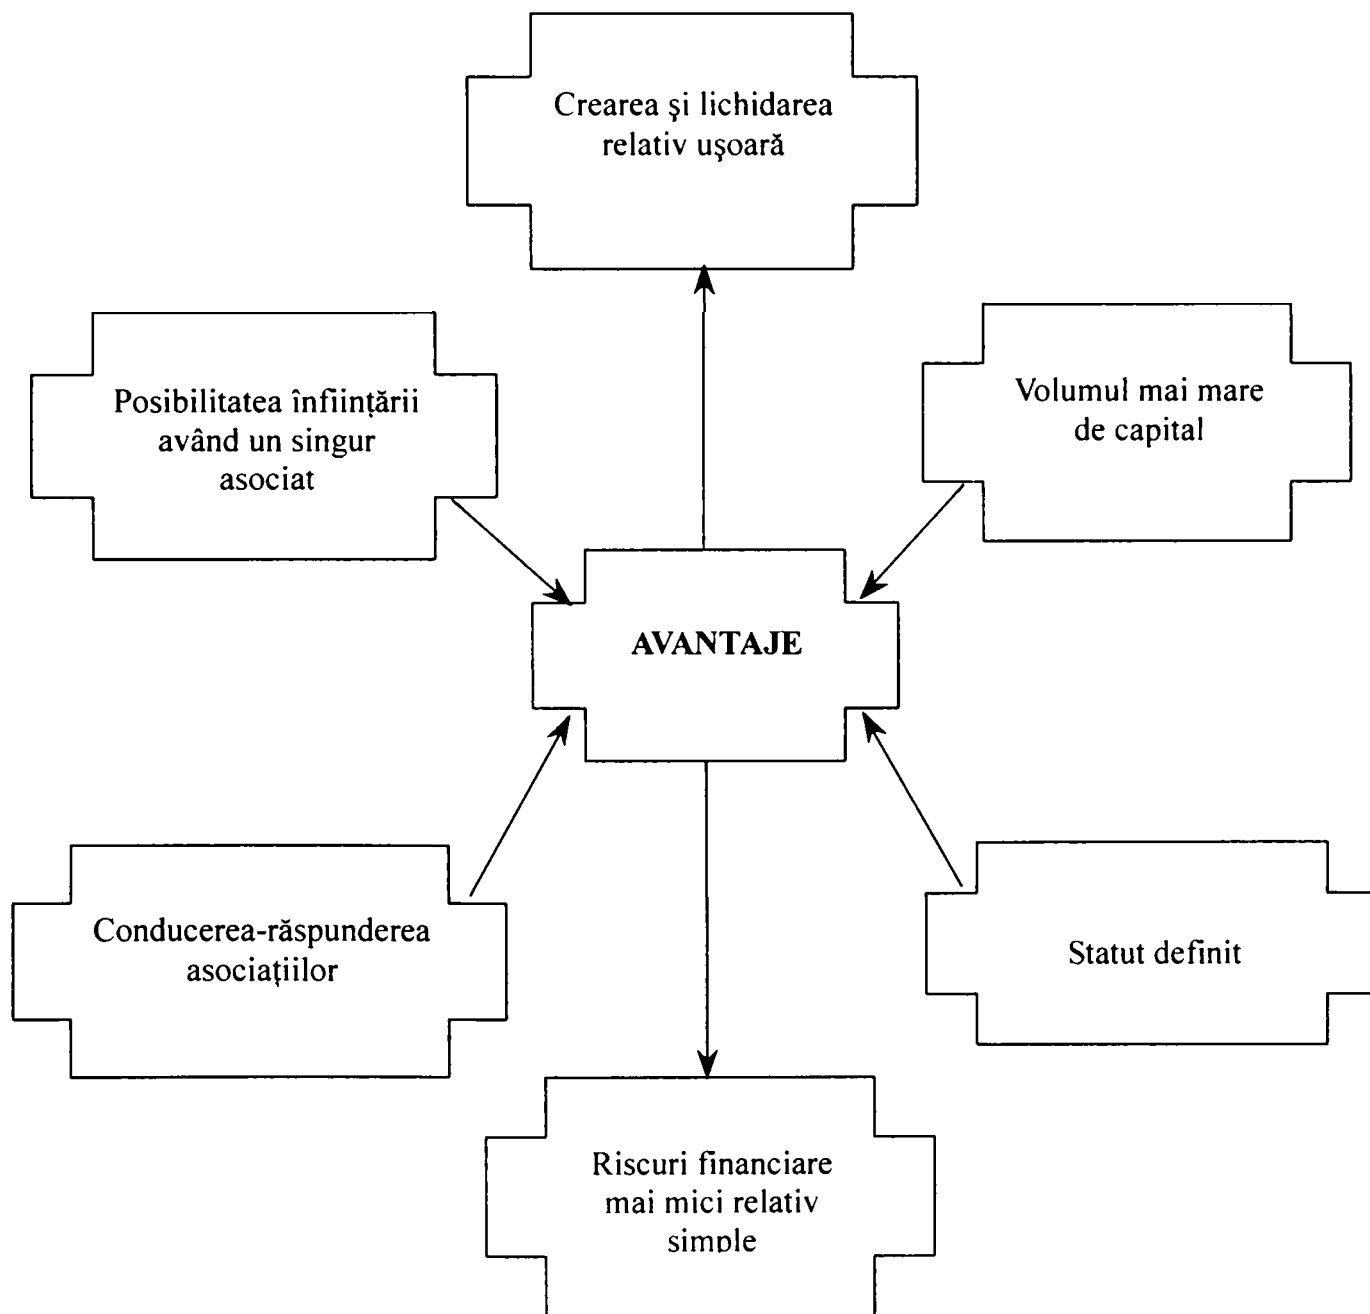 Crearea şi lichidarea
relativ uşoară
Posibilitatea înfiinţării
având un singur
asociat
Volumul mai mare
de capital
AVANTAJE
Conducerea-răspunderea
asociaţiilor
Statut definit
Riscuri financiare
mai mici relativ
simple